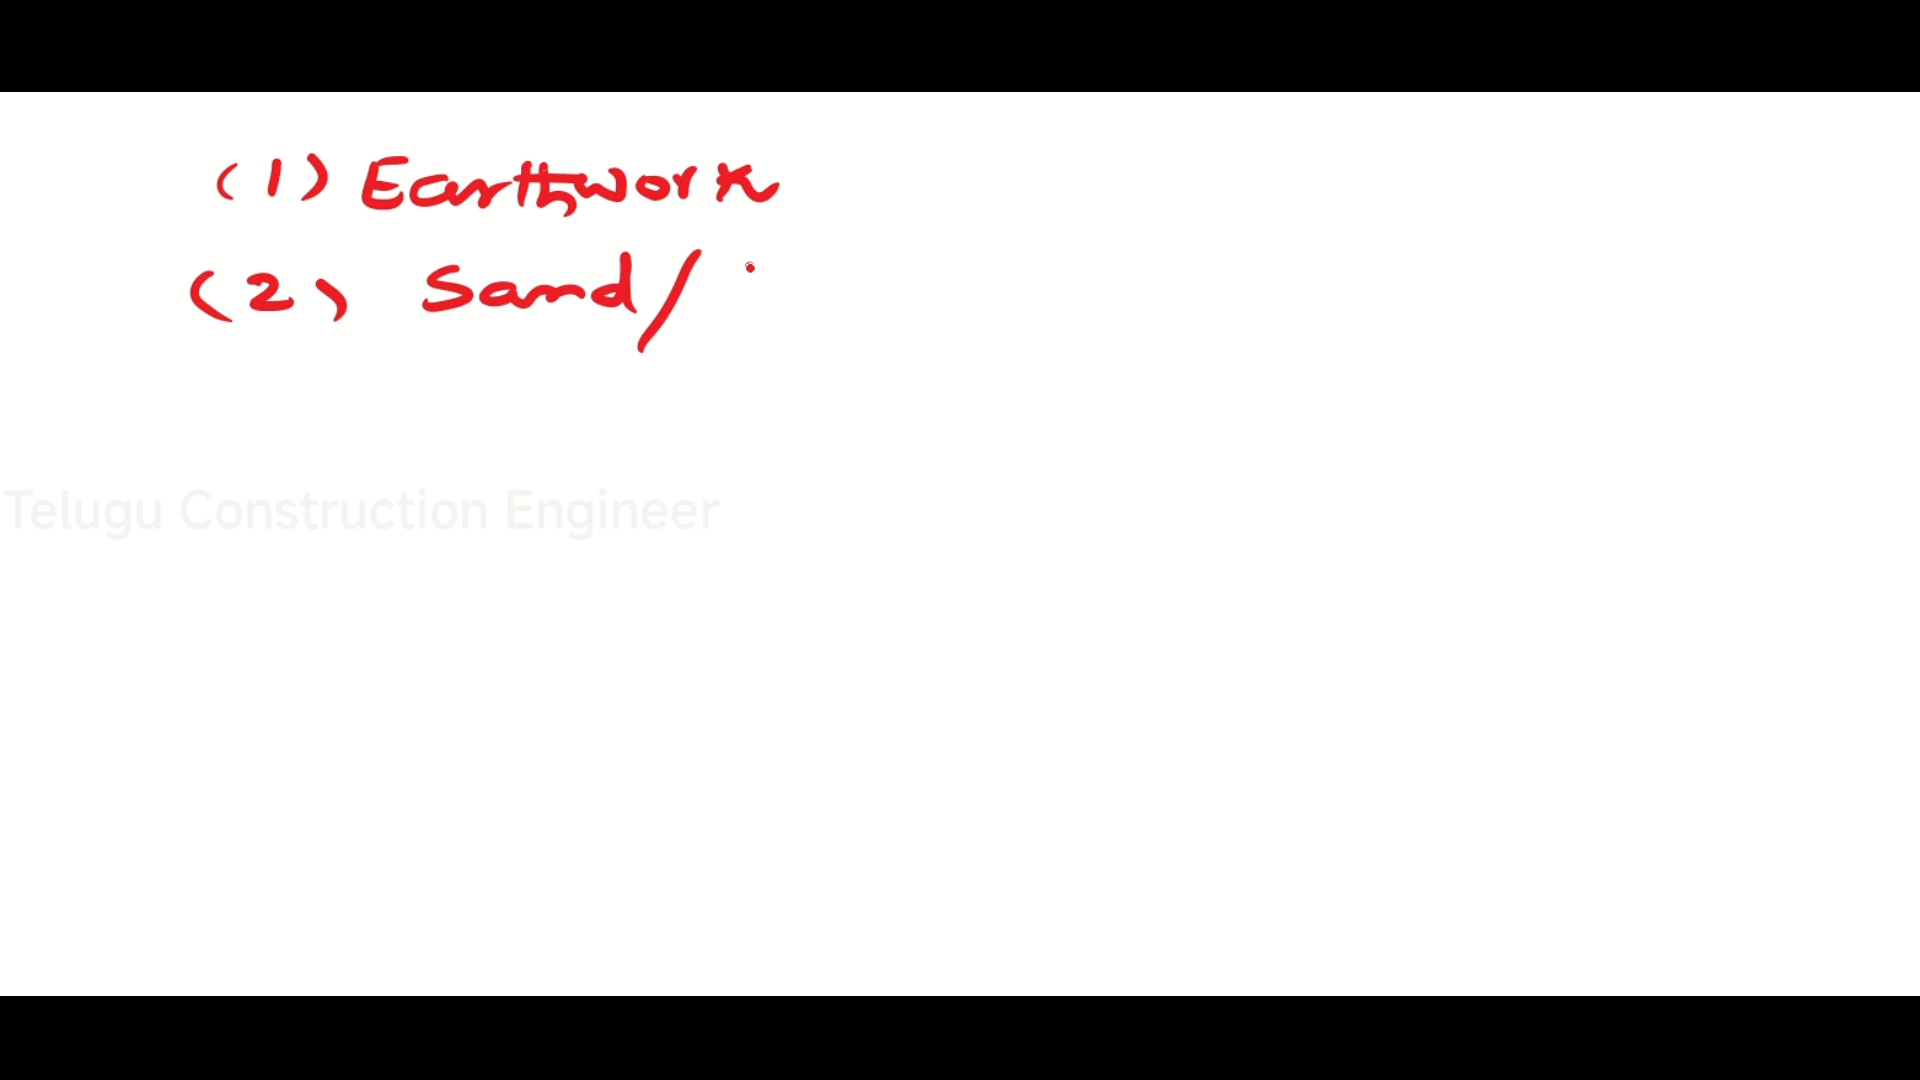 (1) Earthwork
(2) Sand/
Telugu Construction Engineer